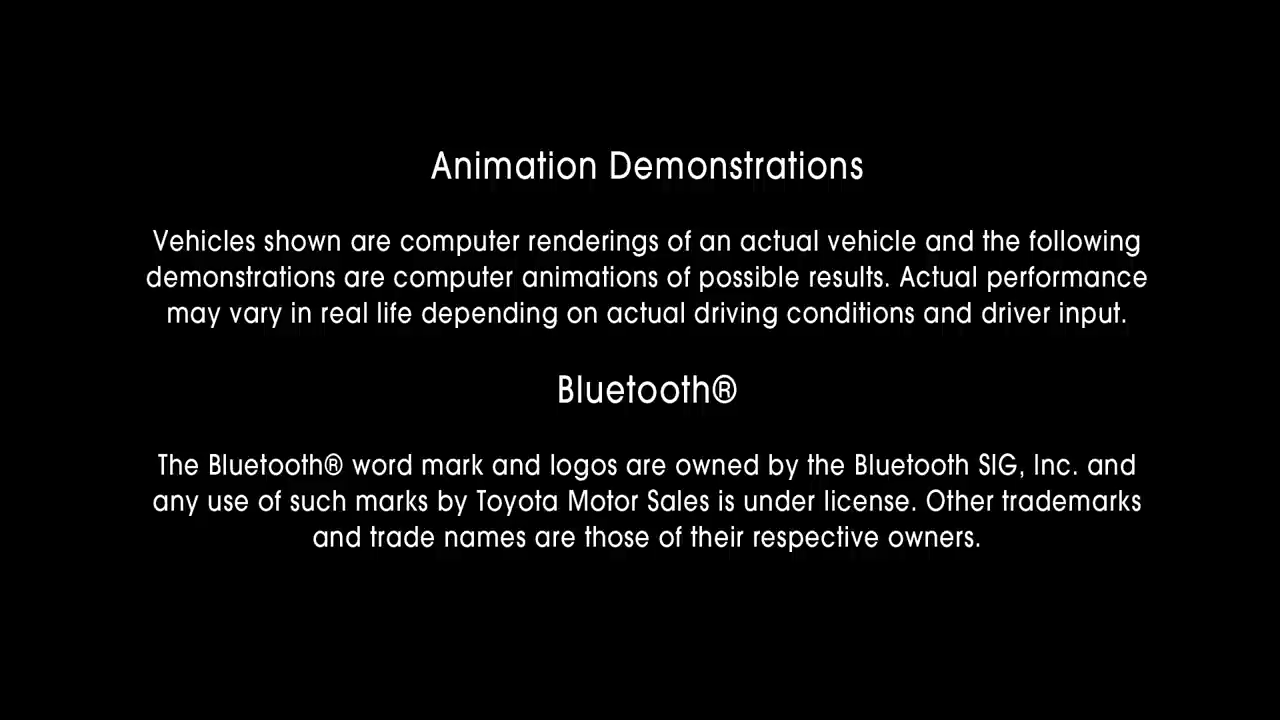 Animation Demonstrations
Vehicles shown are computer renderings of an actual vehicle and the following
demonstrations are computer animations of possible results. Actual performance
may vary in real life depending on actual driving conditions and driver input.
Bluetooth®
The Bluetooth® word mark and logos are owned by the Bluetooth SIG, Inc. and
any use of such marks by Toyota Motor Sales is under license. Other trademarks
and trade names are those of their respective owners.